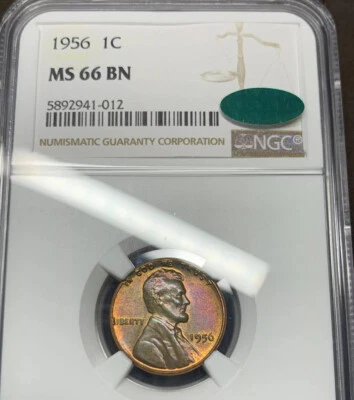 1956 1C
MS 66 BN
5892941-012
NUMISMATIC GUARANTY CORPORATION
NGC®
LIBERTY
1956